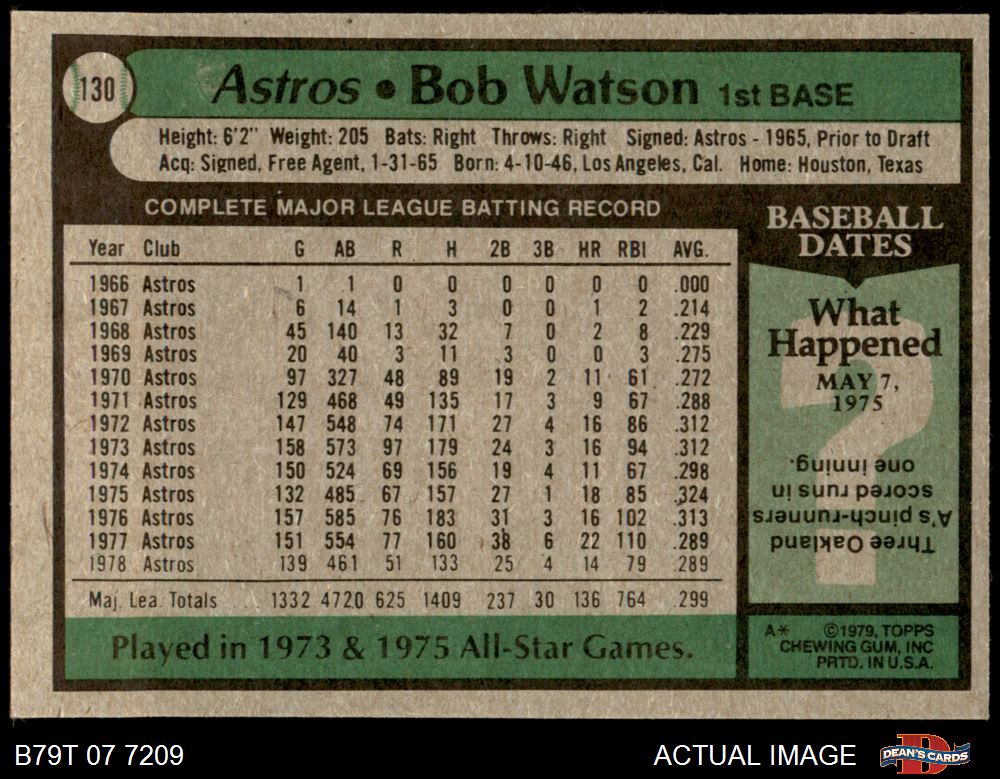 130
Astros • Bob Watson 1st BASE
Height: 6'2" Weight: 205 Bats: Right Throws: Right Signed: Astros - 1965, Prior to Draft
Acq: Signed, Free Agent, 1-31-65 Born: 4-10-46, Los Angeles, Cal. Home: Houston, Texas
COMPLETE MAJOR LEAGUE BATTING RECORD
Year Club G AB R H 2B 3B HR RBI AVG.
1966 Astros 1 1 0 0 0 0 0 0 .000
1967 Astros 6 14 1 3 0 0 1 2 .214
1968 Astros 45 140 13 32 7 0 2 8 .229
1969 Astros 20 40 3 11 3 0 0 3 .275
1970 Astros 97 327 48 89 19 2 11 61 .272
1971 Astros 129 468 49 135 17 3 9 67 .288
1972 Astros 147 548 74 171 27 4 16 86 .312
1973 Astros 158 573 97 179 24 3 16 94 .312
1974 Astros 150 524 69 156 19 4 11 67 .298
1975 Astros 132 485 67 157 27 1 18 85 .324
1976 Astros 157 585 76 183 31 3 16 102 .313
1977 Astros 151 554 77 160 38 6 22 110 .289
1978 Astros 139 461 51 133 25 4 14 79 .289
Maj. Lea. Totals 1332 4720 625 1409 237 30 136 764 .299
Played in 1973 & 1975 All-Star Games.
BASEBALL
DATES
What
Happened
MAY 7,
1975
Three Oakland
A's pinch-runners
scored runs in
one inning.
A* ©1979, TOPPS
CHEWING GUM, INC
PRTD. IN U.S.A.
B79T 07 7209
ACTUAL IMAGE
D
DEAN'S CARDS